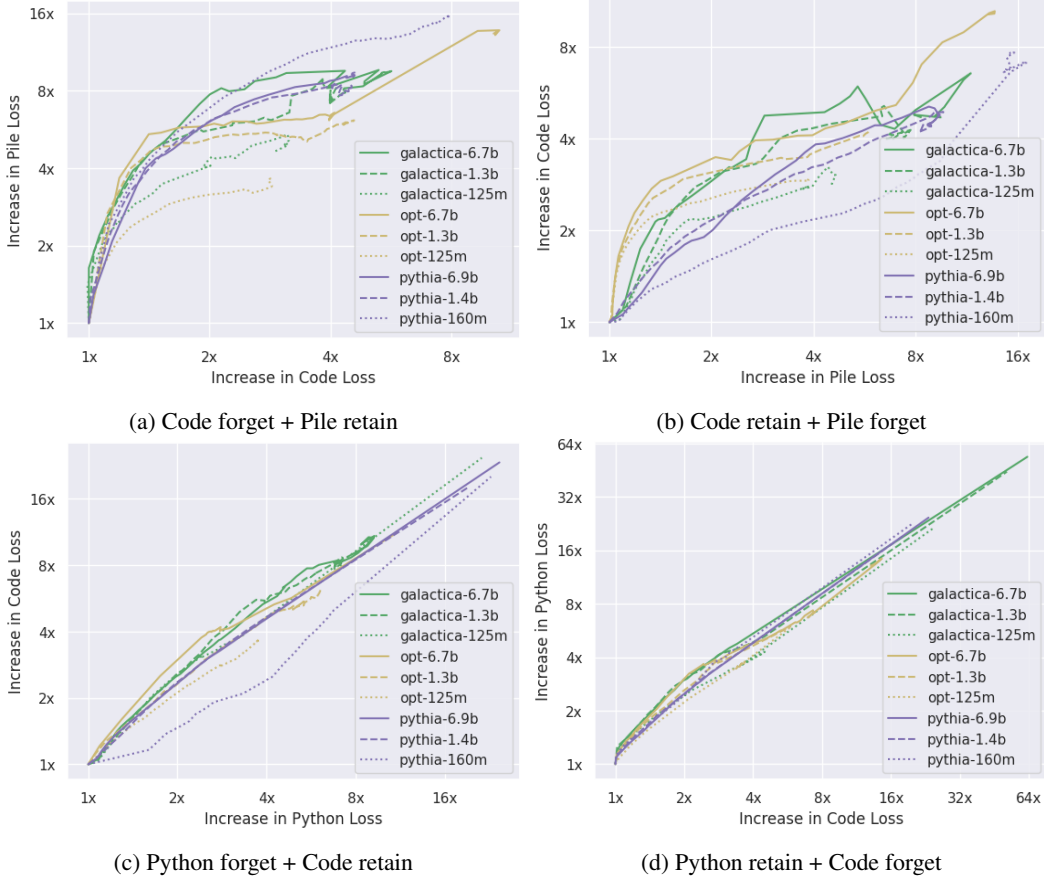 16x
8x
4x
2x
1x
Increase in Pile Loss
galactica-6.7b
galactica-1.3b
galactica-125m
opt-6.7b
opt-1.3b
opt-125m
pythia-6.9b
pythia-1.4b
pythia-160m
1x 2x 4x 8x
Increase in Code Loss
(a) Code forget + Pile retain
8x
4x
2x
1x
Increase in Code Loss
galactica-6.7b
galactica-1.3b
galactica-125m
opt-6.7b
opt-1.3b
opt-125m
pythia-6.9b
pythia-1.4b
pythia-160m
1x 2x 4x 8x 16x
Increase in Pile Loss
(b) Code retain + Pile forget
16x
8x
4x
2x
1x
Increase in Code Loss
galactica-6.7b
galactica-1.3b
galactica-125m
opt-6.7b
opt-1.3b
opt-125m
pythia-6.9b
pythia-1.4b
pythia-160m
1x 2x 4x 8x 16x
Increase in Python Loss
(c) Python forget + Code retain
64x
32x
16x
8x
4x
2x
1x
Increase in Python Loss
galactica-6.7b
galactica-1.3b
galactica-125m
opt-6.7b
opt-1.3b
opt-125m
pythia-6.9b
pythia-1.4b
pythia-160m
1x 2x 4x 8x 16x 32x 64x
Increase in Code Loss
(d) Python retain + Code forget